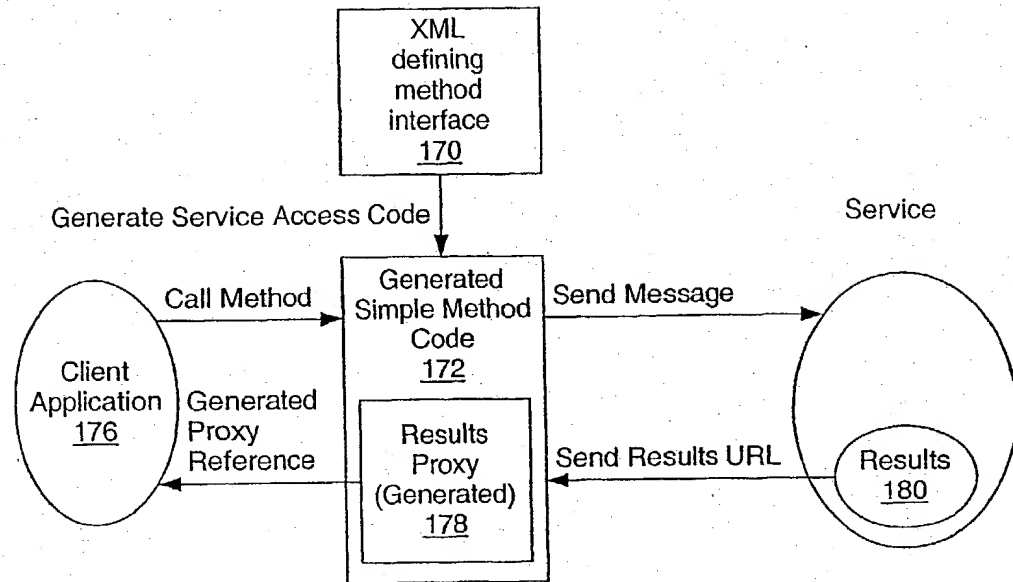 XML
defining
method
interface
170
Generate Service Access Code
Service
Call Method
Generated
Simple Method
Code
172
Send Message
Client
Application
176
Generated
Proxy
Reference
Results
Proxy
(Generated)
178
Send Results URL
Results
180